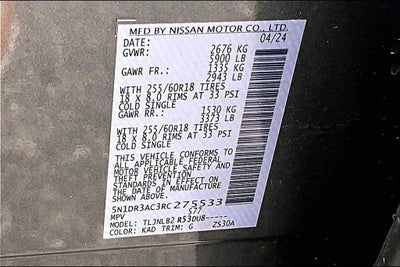 MFD BY NISSAN MOTOR CO., LTD.
DATE: 04/24
GVWR: 2676 KG
5900 LB
GAWR FR.: 1335 KG
2943 LB
WITH 255/60R18 TIRES
18 X 8.0 RIMS AT 33 PSI
COLD SINGLE
GAWR RR.: 1530 KG
3373 LB
WITH 255/60R18 TIRES
18 X 8.0 RIMS AT 33 PSI
COLD SINGLE
THIS VEHICLE CONFORMS TO
ALL APPLICABLE FEDERAL
MOTOR VEHICLE SAFETY AND
THEFT PREVENTION
STANDARDS IN EFFECT ON
THE DATE OF MANUFACTURE
SHOWN ABOVE.
5N1DR3AC3RC275533
MPV 577
MODEL: TLJNLB2 R53DU8-----
COLOR: KAD TRIM: G ZS30A